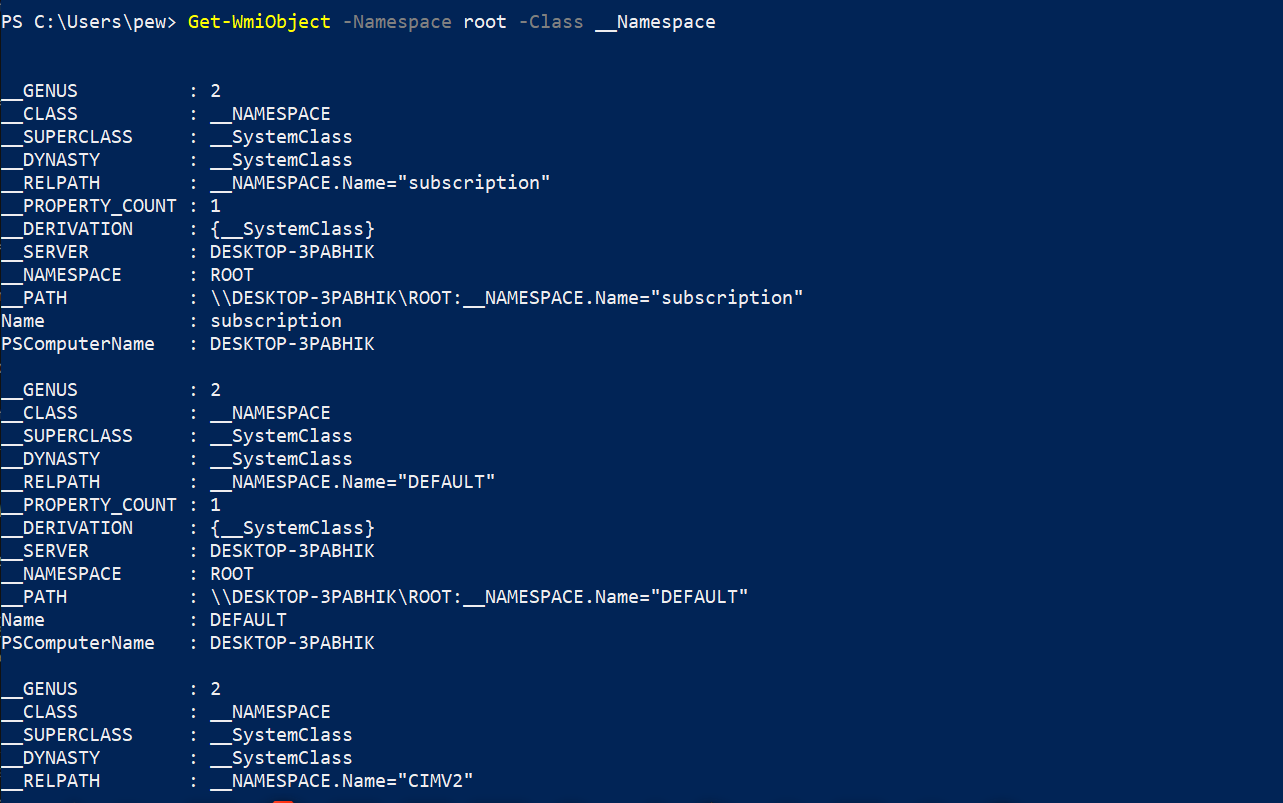 PS C:\Users\pew> Get-WmiObject -Namespace root -Class __Namespace
__GENUS : 2
__CLASS : __NAMESPACE
__SUPERCLASS : __SystemClass
__DYNASTY : __SystemClass
__RELPATH : __NAMESPACE.Name="subscription"
__PROPERTY_COUNT : 1
__DERIVATION : {__SystemClass}
__SERVER : DESKTOP-3PABHIK
__NAMESPACE : ROOT
__PATH : \\DESKTOP-3PABHIK\ROOT:__NAMESPACE.Name="subscription"
Name : subscription
PSComputerName : DESKTOP-3PABHIK
__GENUS : 2
__CLASS : __NAMESPACE
__SUPERCLASS : __SystemClass
__DYNASTY : __SystemClass
__RELPATH : __NAMESPACE.Name="DEFAULT"
__PROPERTY_COUNT : 1
__DERIVATION : {__SystemClass}
__SERVER : DESKTOP-3PABHIK
__NAMESPACE : ROOT
__PATH : \\DESKTOP-3PABHIK\ROOT:__NAMESPACE.Name="DEFAULT"
Name : DEFAULT
PSComputerName : DESKTOP-3PABHIK
__GENUS : 2
__CLASS : __NAMESPACE
__SUPERCLASS : __SystemClass
__DYNASTY : __SystemClass
__RELPATH : __NAMESPACE.Name="CIMV2"